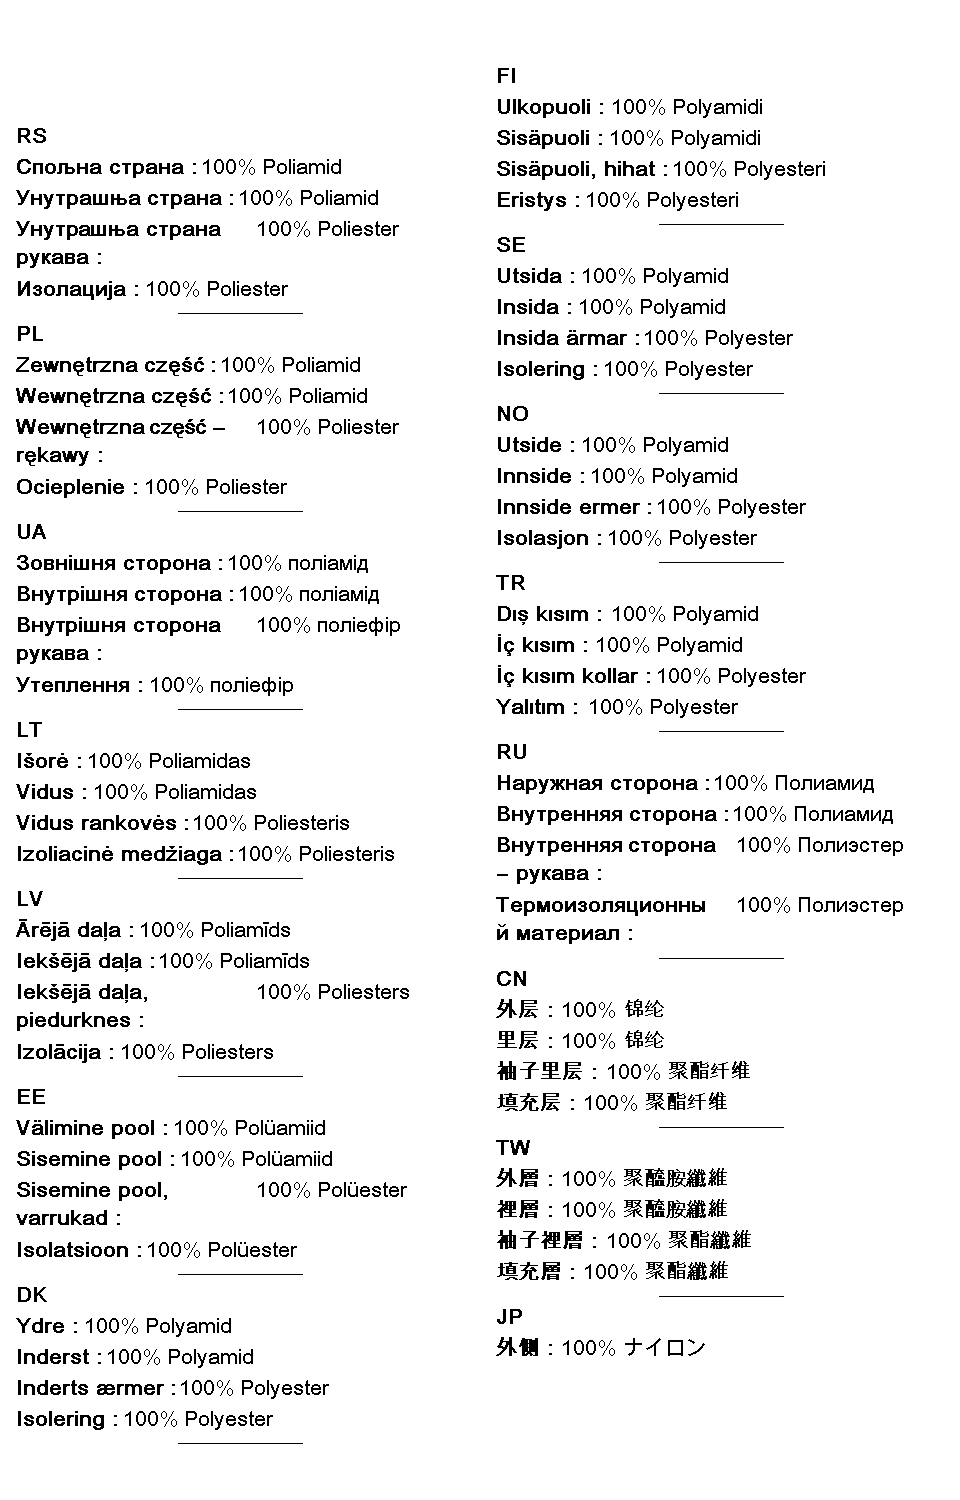 RS
Спољна страна : 100% Poliamid
Унутрашња страна : 100% Poliamid
Унутрашња страна 100% Poliester
рукава :
Изолација : 100% Poliester
PL
Zewnętrzna część : 100% Poliamid
Wewnętrzna część : 100% Poliamid
Wewnętrzna część – 100% Poliester
rękawy :
Ocieplenie : 100% Poliester
UA
Зовнішня сторона : 100% поліамід
Внутрішня сторона : 100% поліамід
Внутрішня сторона 100% поліефір
рукава :
Утеплення : 100% поліефір
LT
Išorė : 100% Poliamidas
Vidus : 100% Poliamidas
Vidus rankovės : 100% Poliesteris
Izoliacinė medžiaga : 100% Poliesteris
LV
Ārējā daļa : 100% Poliamīds
Iekšējā daļa : 100% Poliamīds
Iekšējā daļa, 100% Poliesters
piedurknes :
Izolācija : 100% Poliesters
EE
Välimine pool : 100% Polüamiid
Sisemine pool : 100% Polüamiid
Sisemine pool, 100% Polüester
varrukad :
Isolatsioon : 100% Polüester
DK
Ydre : 100% Polyamid
Inderst : 100% Polyamid
Inderts ærmer : 100% Polyester
Isolering : 100% Polyester
FI
Ulkopuoli : 100% Polyamidi
Sisäpuoli : 100% Polyamidi
Sisäpuoli, hihat : 100% Polyesteri
Eristys : 100% Polyesteri
SE
Utsida : 100% Polyamid
Insida : 100% Polyamid
Insida ärmar : 100% Polyester
Isolering : 100% Polyester
NO
Utside : 100% Polyamid
Innside : 100% Polyamid
Innside ermer : 100% Polyester
Isolasjon : 100% Polyester
TR
Dış kısım : 100% Polyamid
İç kısım : 100% Polyamid
İç kısım kollar : 100% Polyester
Yalıtım : 100% Polyester
RU
Наружная сторона : 100% Полиамид
Внутренняя сторона : 100% Полиамид
Внутренняя сторона 100% Полиэстер
– рукава :
Термоизоляционны 100% Полиэстер
й материал :
CN
外层 : 100% 锦纶
里层 : 100% 锦纶
袖子里层 : 100% 聚酯纤维
填充层 : 100% 聚酯纤维
TW
外層 : 100% 聚醯胺纖維
裡層 : 100% 聚醯胺纖維
袖子裡層 : 100% 聚酯纖維
填充層 : 100% 聚酯纖維
JP
外側 : 100% ナイロン